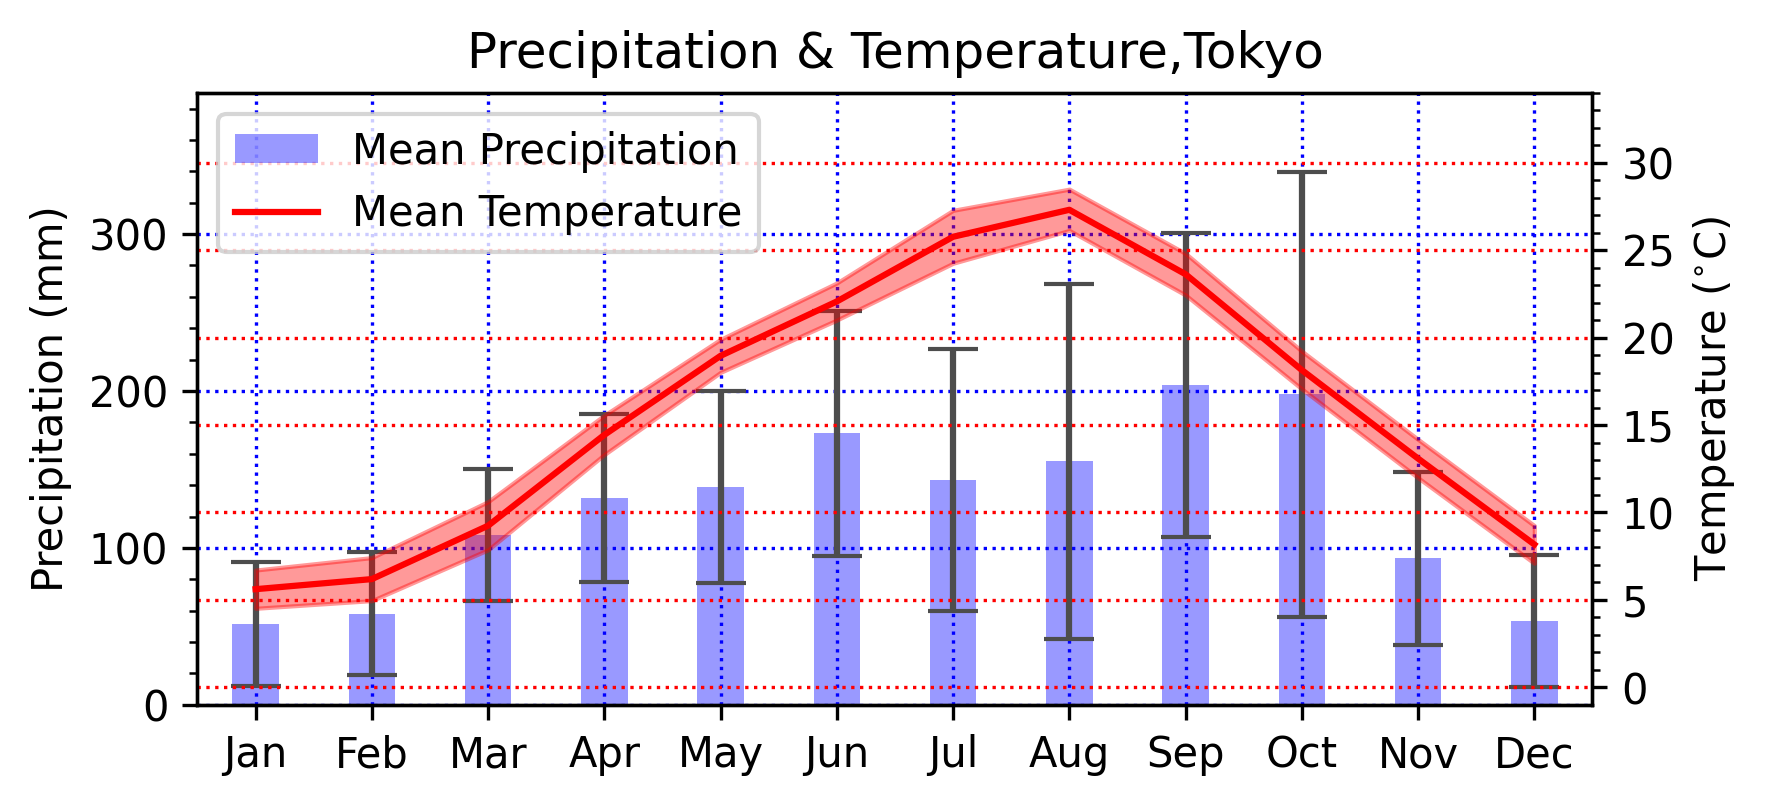 Precipitation & Temperature,Tokyo
Mean Precipitation
Mean Temperature
Precipitation (mm)
300
200
100
0
30
25
20
15
10
5
0
Temperature (°C)
Jan Feb Mar Apr May Jun Jul Aug Sep Oct Nov Dec